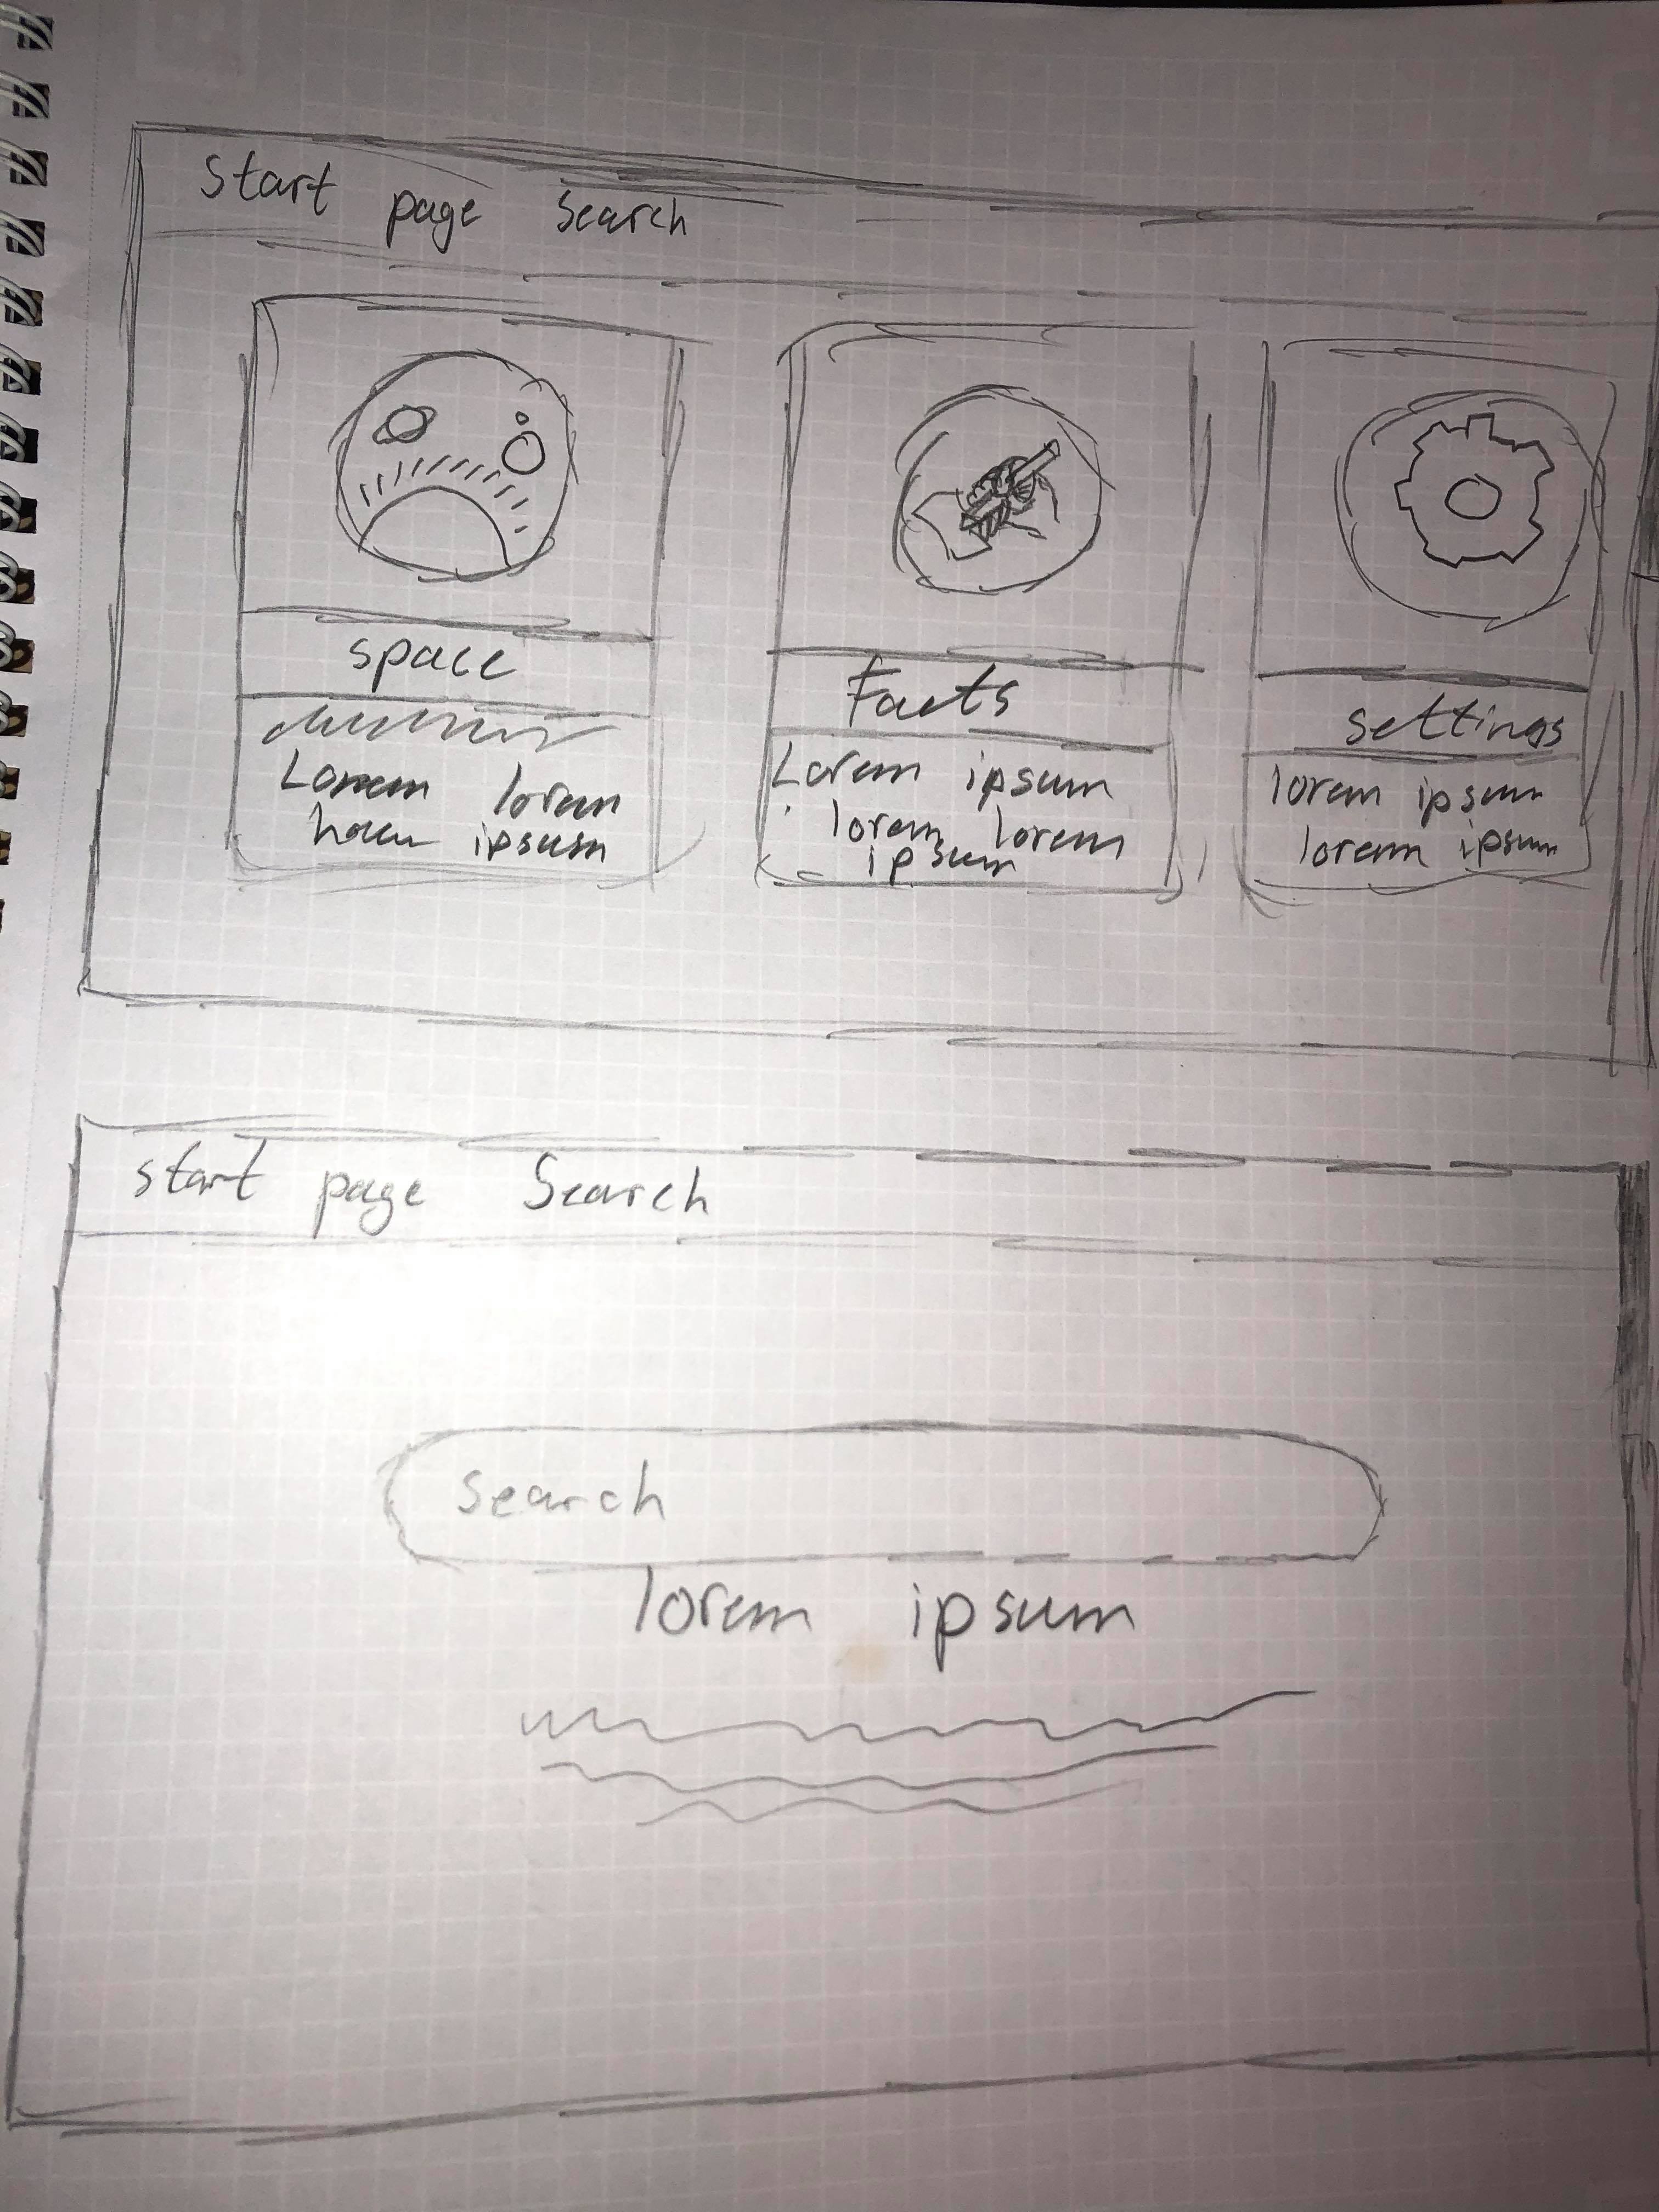 Start page Search
space
Lorem lorem
ipsum
Facts
Lorem ipsum
lorem lorem
ipsum
settings
lorem ipsum
lorem ipsum
start page Search
search
lorem ipsum